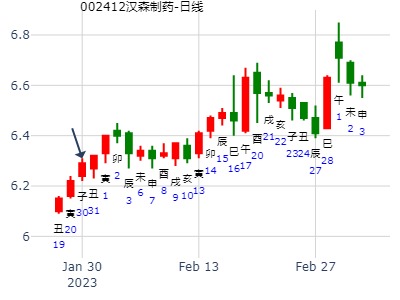 002412汉森制药-日线
6.8
6.6
6.4
6.2
6
丑
19
寅
20
子
30
丑
31
寅
1
卯
2
辰
3
未
6
申
7
酉
8
戌
9
亥
10
寅
13
卯
14
辰
15
巳
16
午
17
酉
20
戌
21
亥
22
子
23
丑
24
辰
27
巳
28
午
1
未
2
申
3
Jan 30
2023
Feb 13
Feb 27